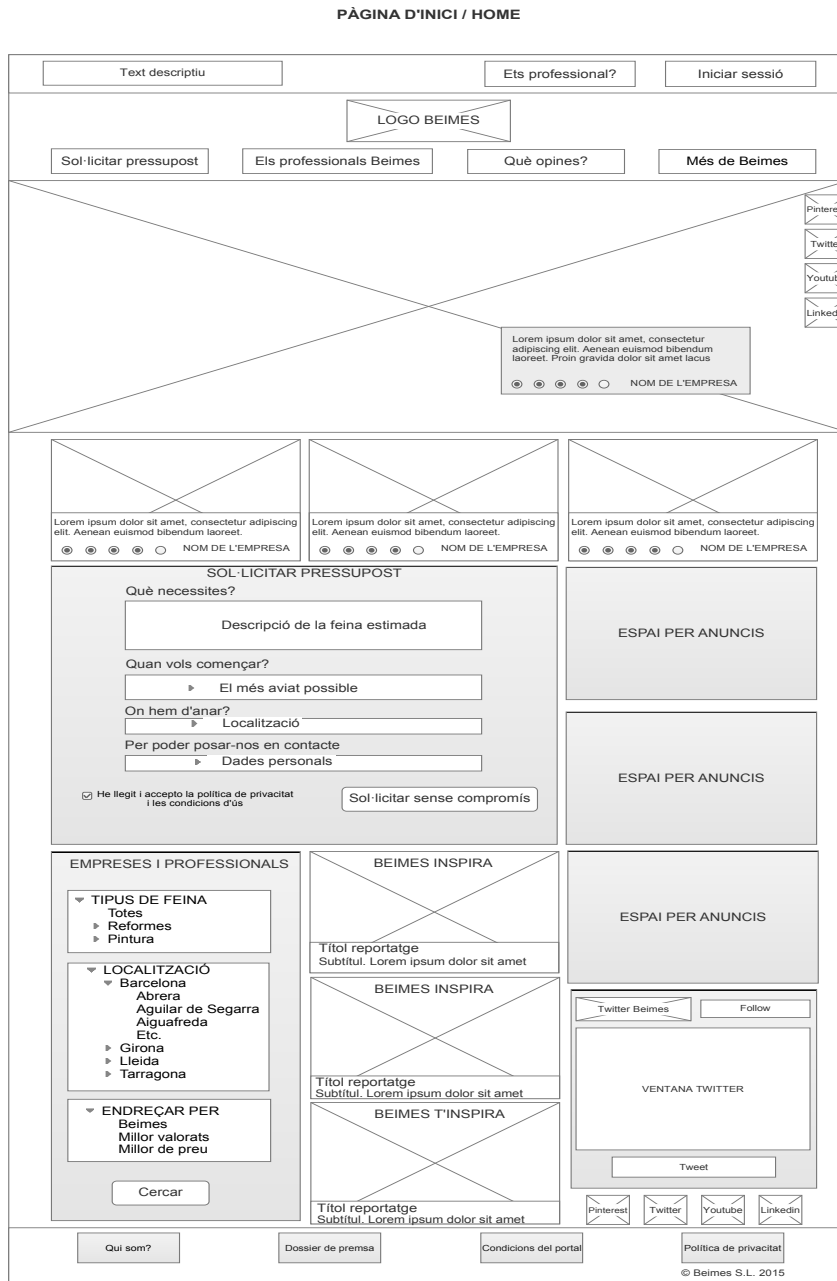 PÀGINA D'INICI / HOME
Text descriptiu
Ets professional?
Iniciar sessió
LOGO BEIMES
Sol·licitar pressupost
Els professionals Beimes
Què opines?
Més de Beimes
Pintere
Twitte
Youtub
Linked
Lorem ipsum dolor sit amet, consectetur
adipiscing elit. Aenean euismod bibendum
laoreet. Proin gravida dolor sit amet lacus
NOM DE L'EMPRESA
Lorem ipsum dolor sit amet, consectetur adipiscing
elit. Aenean euismod bibendum laoreet.
NOM DE L'EMPRESA
Lorem ipsum dolor sit amet, consectetur adipiscing
elit. Aenean euismod bibendum laoreet.
NOM DE L'EMPRESA
Lorem ipsum dolor sit amet, consectetur adipiscing
elit. Aenean euismod bibendum laoreet.
NOM DE L'EMPRESA
SOL·LICITAR PRESSUPOST
Què necessites?
Descripció de la feina estimada
Quan vols començar?
El més aviat possible
On hem d'anar?
Localització
Per poder posar-nos en contacte
Dades personals
He llegit i accepto la política de privacitat
i les condicions d'ús
Sol·licitar sense compromís
ESPAI PER ANUNCIS
ESPAI PER ANUNCIS
ESPAI PER ANUNCIS
EMPRESES I PROFESSIONALS
TIPUS DE FEINA
Totes
Reformes
Pintura
LOCALITZACIÓ
Barcelona
Abrera
Aguilar de Segarra
Aiguafreda
Etc.
Girona
Lleida
Tarragona
ENDREÇAR PER
Beimes
Millor valorats
Millor de preu
Cercar
BEIMES INSPIRA
Títol reportatge
Subtítul. Lorem ipsum dolor sit amet
BEIMES INSPIRA
Títol reportatge
Subtítul. Lorem ipsum dolor sit amet
BEIMES T'INSPIRA
Títol reportatge
Subtítul. Lorem ipsum dolor sit amet
Twitter Beimes
Follow
VENTANA TWITTER
Tweet
Pinterest
Twitter
Youtube
Linkedin
Qui som?
Dossier de premsa
Condicions del portal
Política de privacitat
© Beimes S.L. 2015